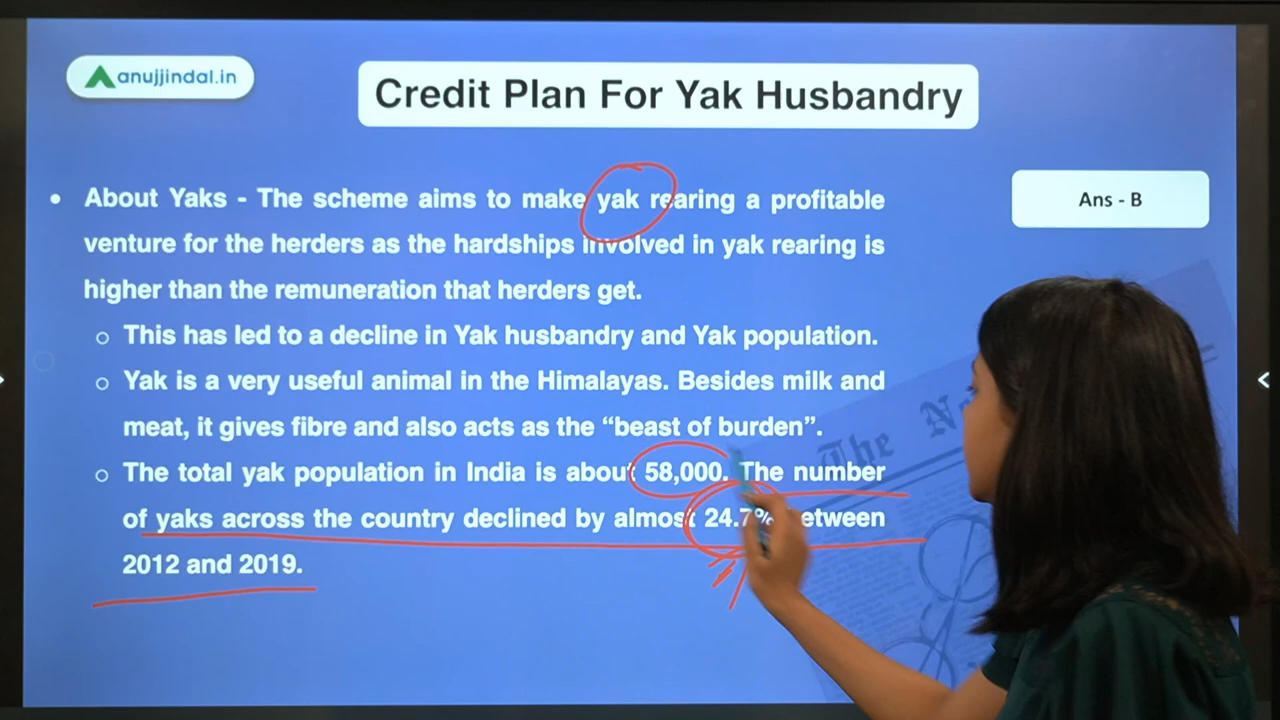 anujjindal.in
Credit Plan For Yak Husbandry
• About Yaks - The scheme aims to make yak rearing a profitable
venture for the herders as the hardships involved in yak rearing is
higher than the remuneration that herders get.
Ans - B
○ This has led to a decline in Yak husbandry and Yak population.
○ Yak is a very useful animal in the Himalayas. Besides milk and
meat, it gives fibre and also acts as the “beast of burden”.
○ The total yak population in India is about 58,000. The number
of yaks across the country declined by almost 24.7% between
2012 and 2019.
The